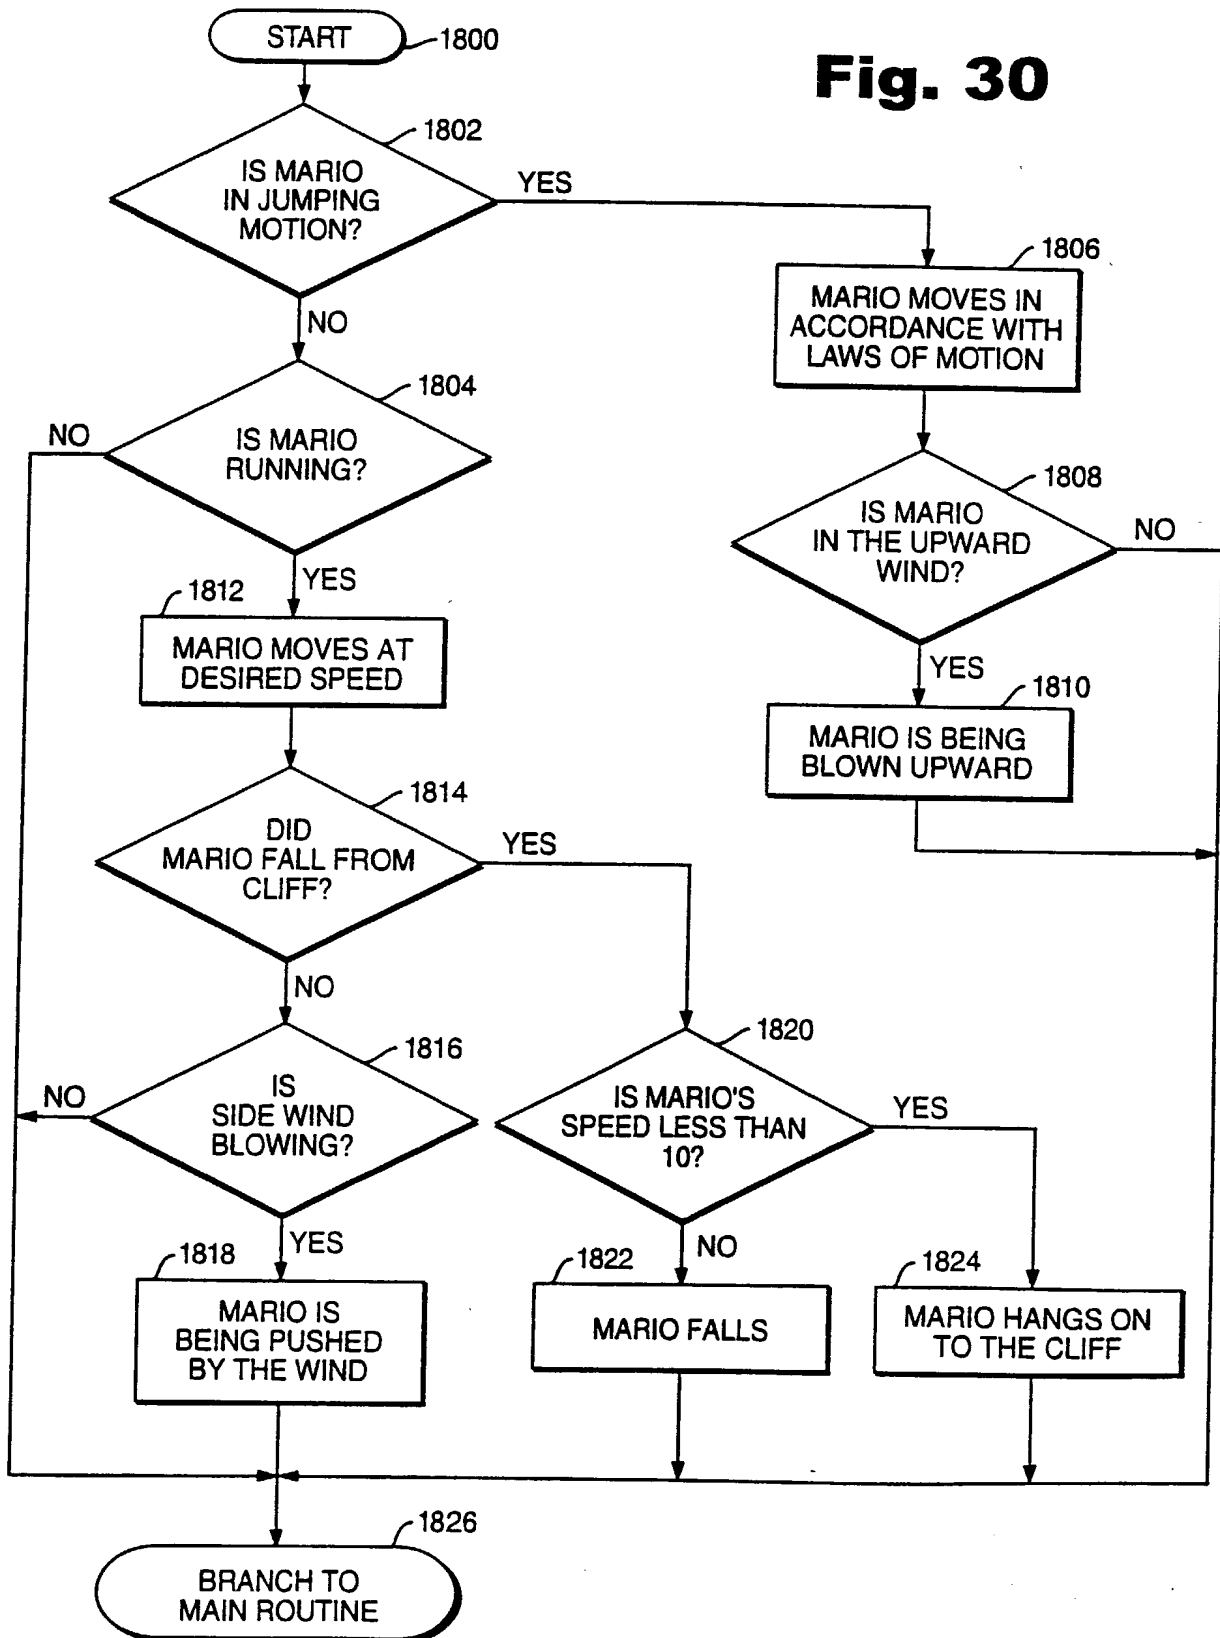 START
1800
Fig. 30
1802
IS MARIO
IN JUMPING
MOTION?
YES
NO
1806
MARIO MOVES IN
ACCORDANCE WITH
LAWS OF MOTION
1804
IS MARIO
RUNNING?
NO
YES
1808
IS MARIO
IN THE UPWARD
WIND?
NO
YES
1812
MARIO MOVES AT
DESIRED SPEED
1810
MARIO IS BEING
BLOWN UPWARD
1814
DID
MARIO FALL FROM
CLIFF?
YES
NO
1816
IS
SIDE WIND
BLOWING?
NO
YES
1820
IS MARIO'S
SPEED LESS THAN
10?
YES
NO
1818
MARIO IS
BEING PUSHED
BY THE WIND
1822
MARIO FALLS
1824
MARIO HANGS ON
TO THE CLIFF
1826
BRANCH TO
MAIN ROUTINE